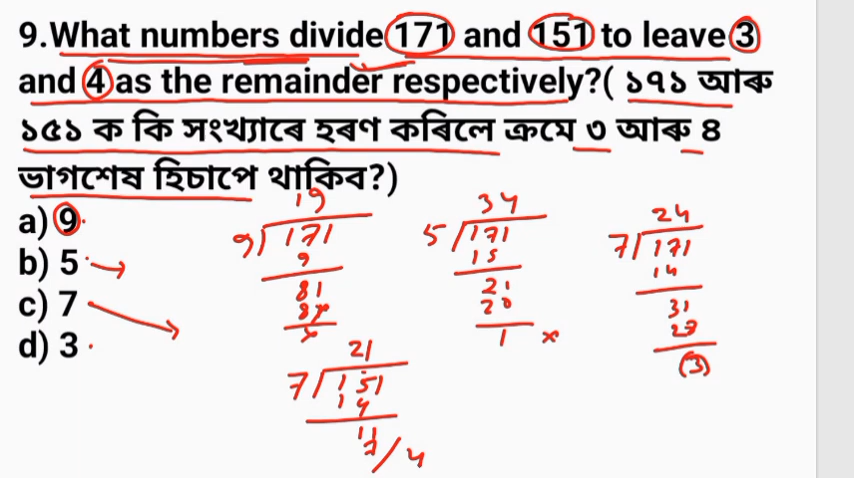 9.What numbers divide 171 and 151 to leave 3
and 4 as the remainder respectively?( ১৭১ আৰু
১৫১ ক কি সংখ্যাৰে হৰণ কৰিলে ক্ৰমে ৩ আৰু ৪
ভাগশেষ হিচাপে থাকিব?)
a) 9
b) 5
c) 7
d) 3
19
9) 171
9
81
5) 171
34
15
21
20
1 x
24
7) 171
14
31
(3)
21
7) 151
14
11
4